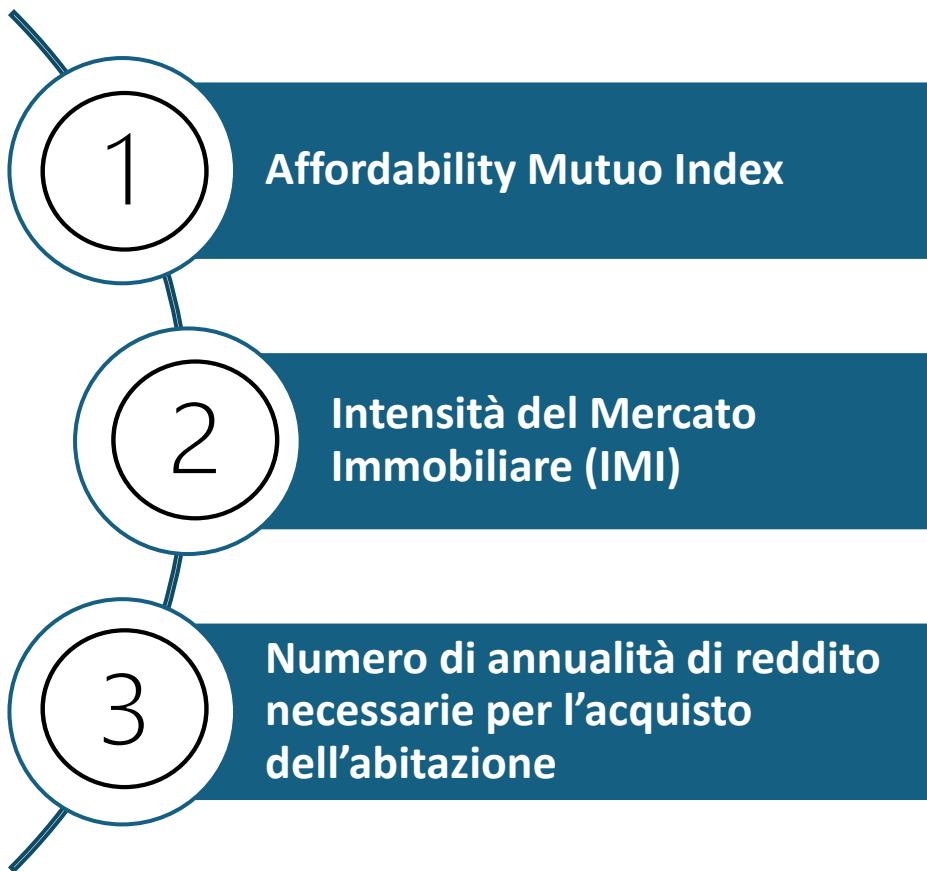 1
Affordability Mutuo Index
2
Intensità del Mercato
Immobiliare (IMI)
3
Numero di annualità di reddito
necessarie per l’acquisto
dell’abitazione